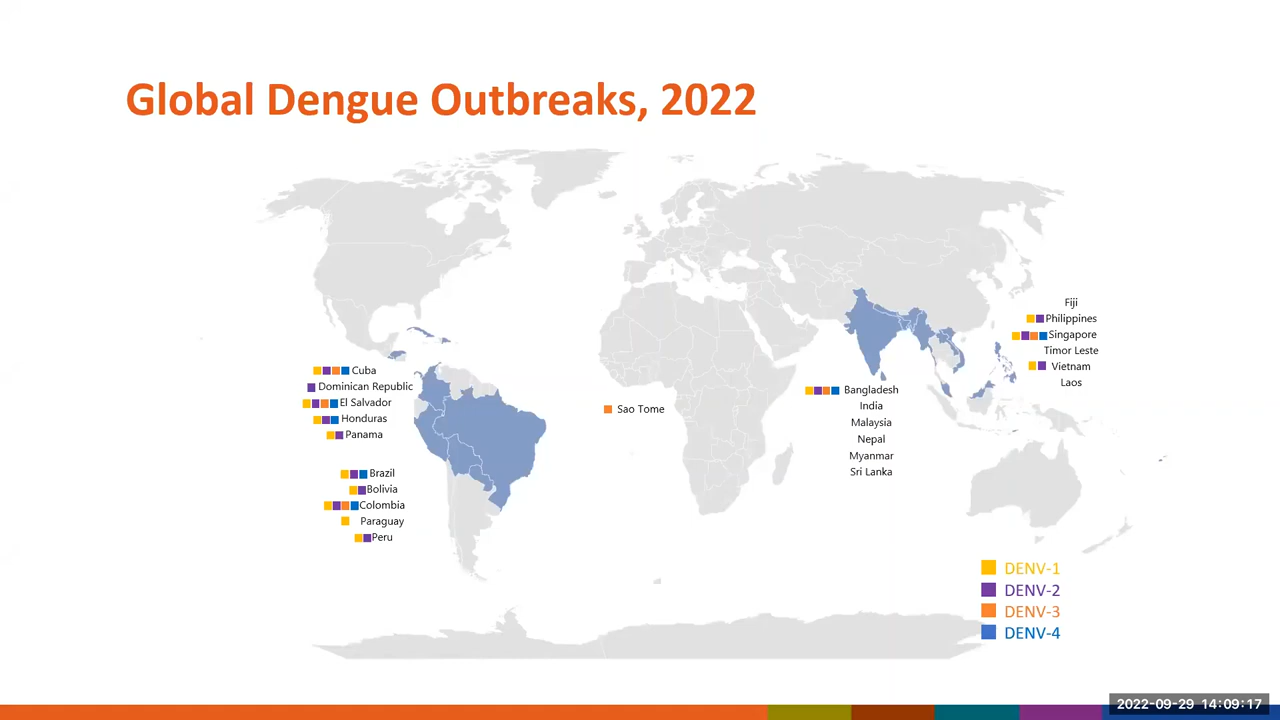 Global Dengue Outbreaks, 2022
Cuba
Dominican Republic
El Salvador
Honduras
Panama
Brazil
Bolivia
Colombia
Paraguay
Peru
Sao Tome
Bangladesh
India
Malaysia
Nepal
Myanmar
Sri Lanka
Fiji
Philippines
Singapore
Timor Leste
Vietnam
Laos
DENV-1
DENV-2
DENV-3
DENV-4
2022-09-29 14:09:17